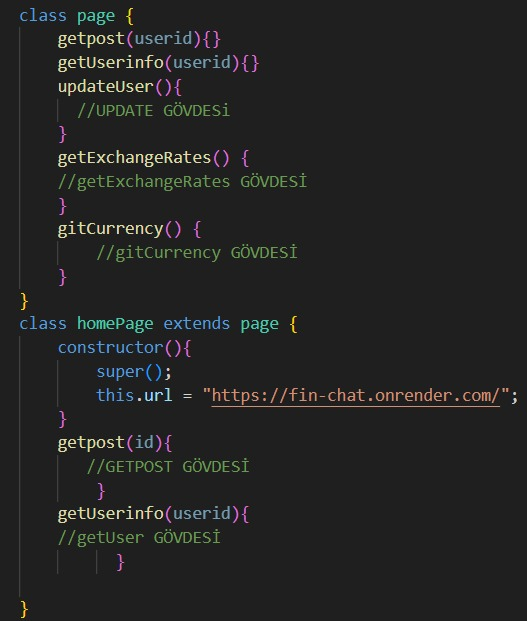 class page {
getpost(userid){}
getUserinfo(userid){}
updateUser(){
//UPDATE GÖVDESi
}
getExchangeRates() {
//getExchangeRates GÖVDESİ
}
gitCurrency() {
//gitCurrency GÖVDESİ
}
}
class homePage extends page {
constructor(){
super();
this.url = "https://fin-chat.onrender.com/";
}
getpost(id){
//GETPOST GÖVDESİ
}
getUserinfo(userid){
//getUser GÖVDESİ
}
}